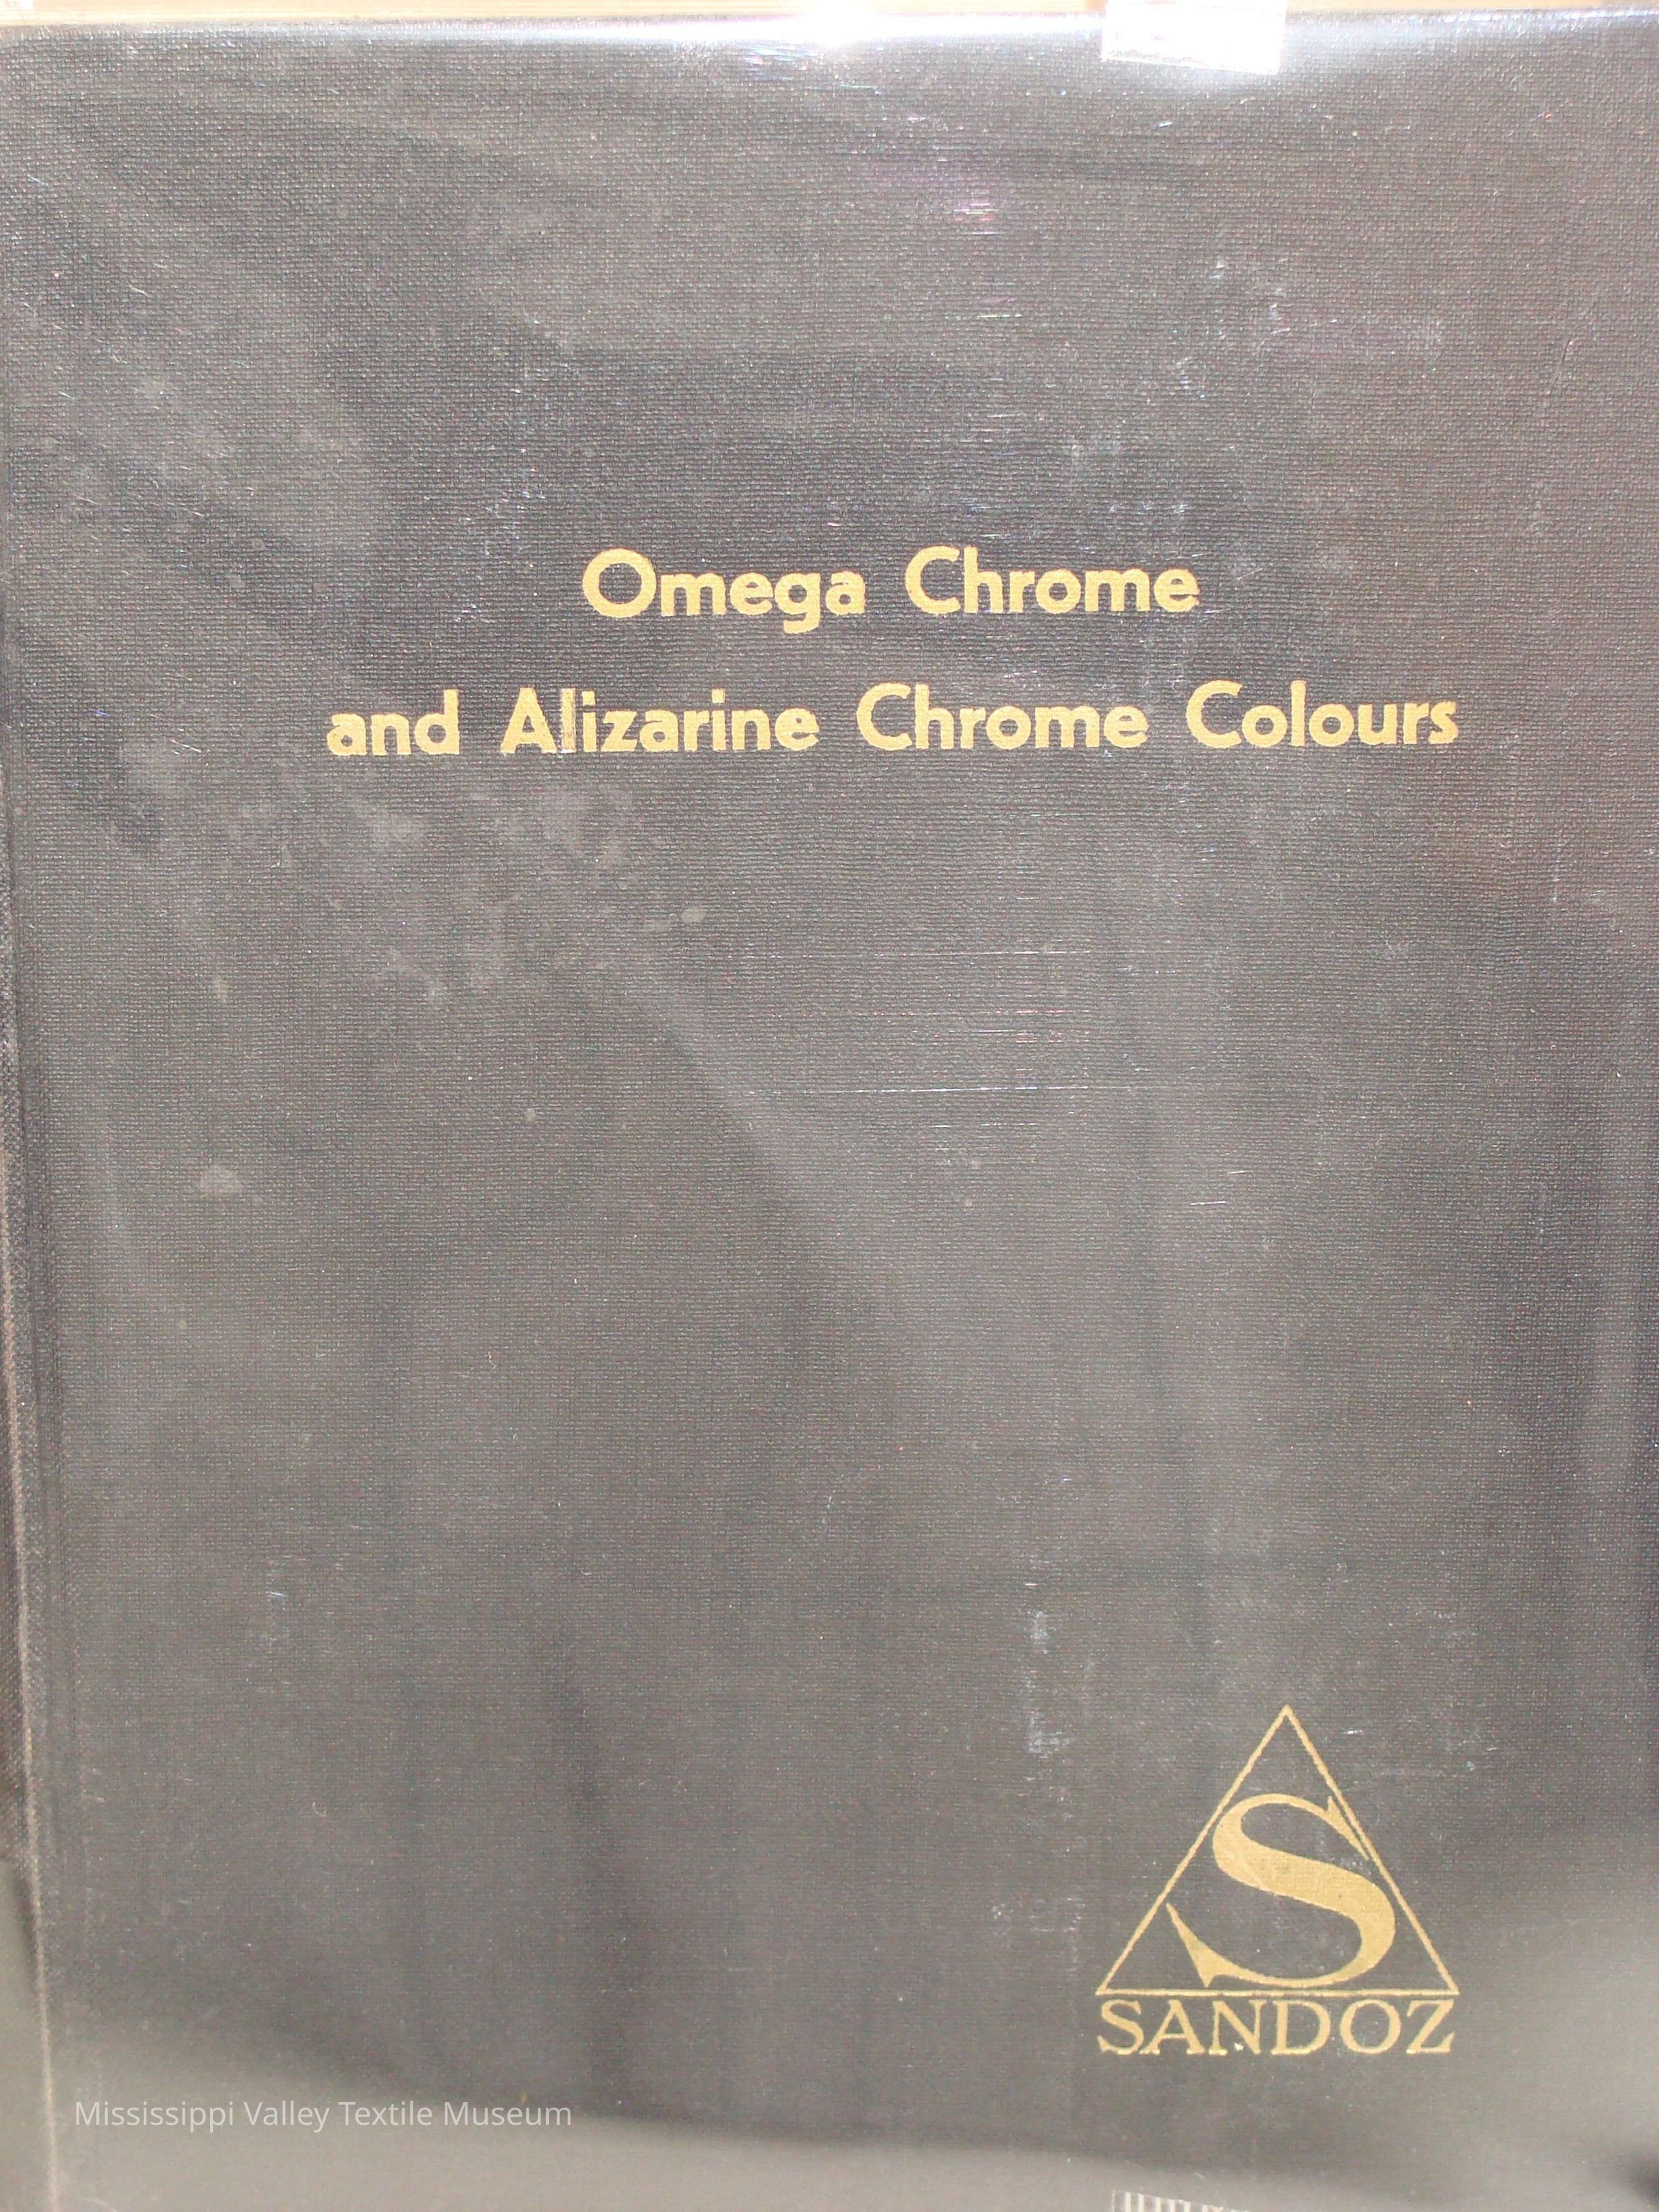 Omega Chrome
and Alizarine Chrome Colours
S
SANDOZ
Mississippi Valley Textile Museum